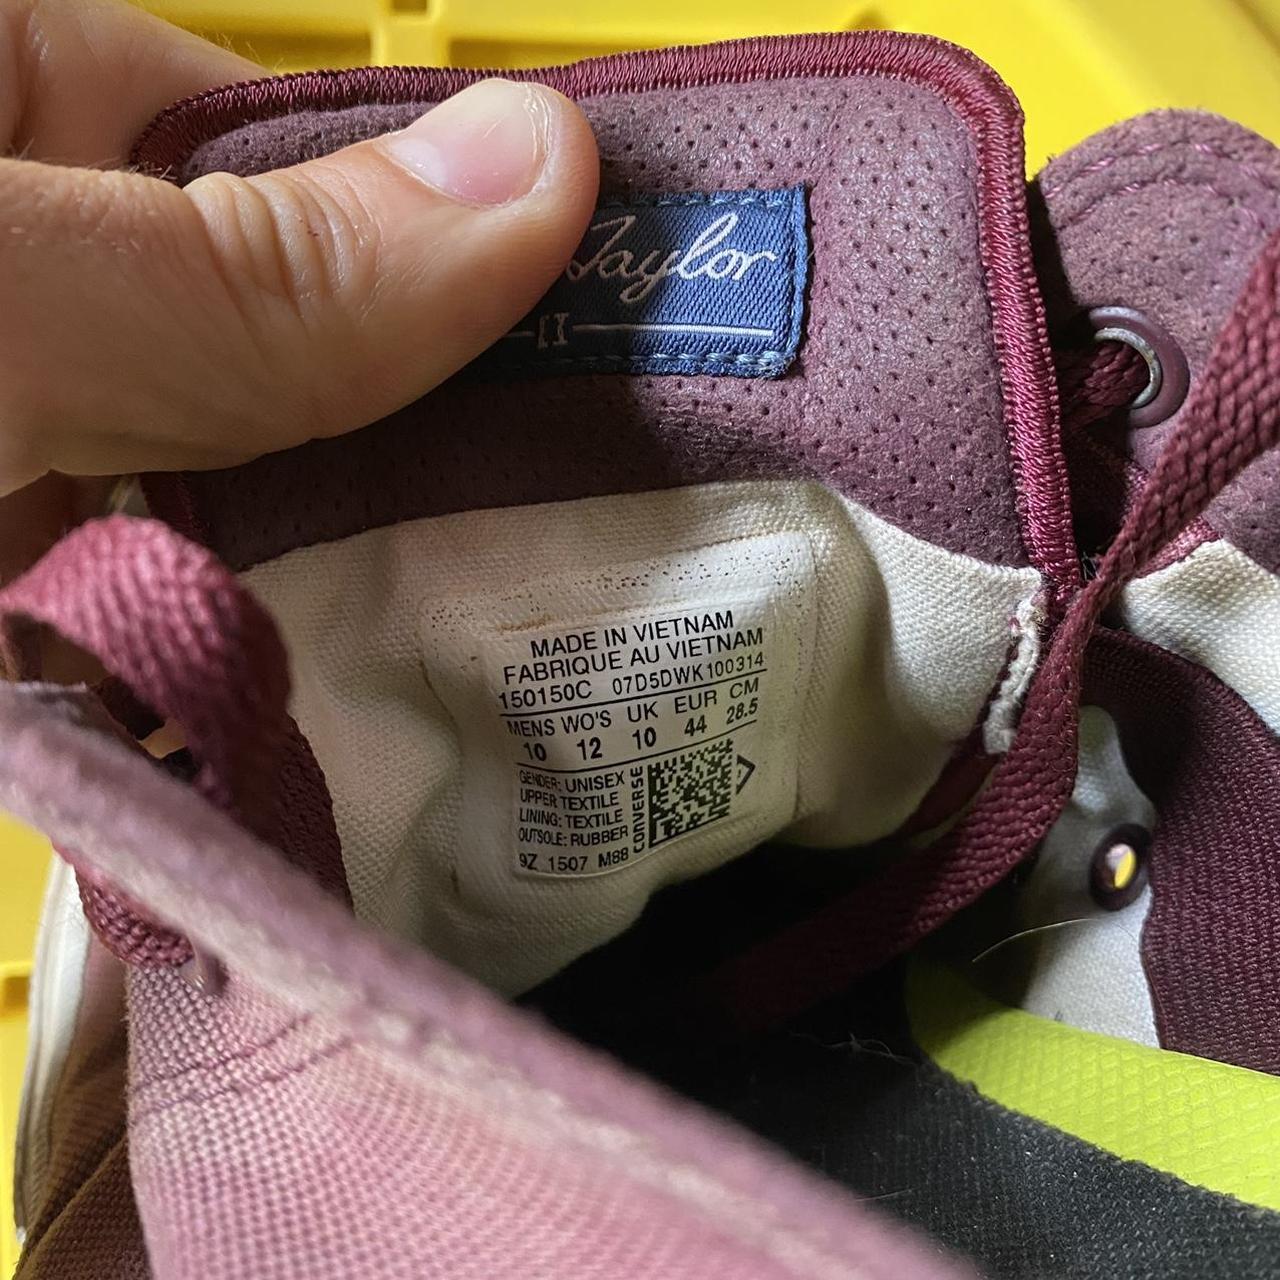 Taylor
II
MADE IN VIETNAM
FABRIQUE AU VIETNAM
150150C 07D5DWK100314
MENS WO'S UK EUR CM
10 12 10 44 28.5
GENDER: UNISEX
UPPER TEXTILE
LINING: TEXTILE
OUTSOLE: RUBBER
CONVERSE
9Z 1507 M88